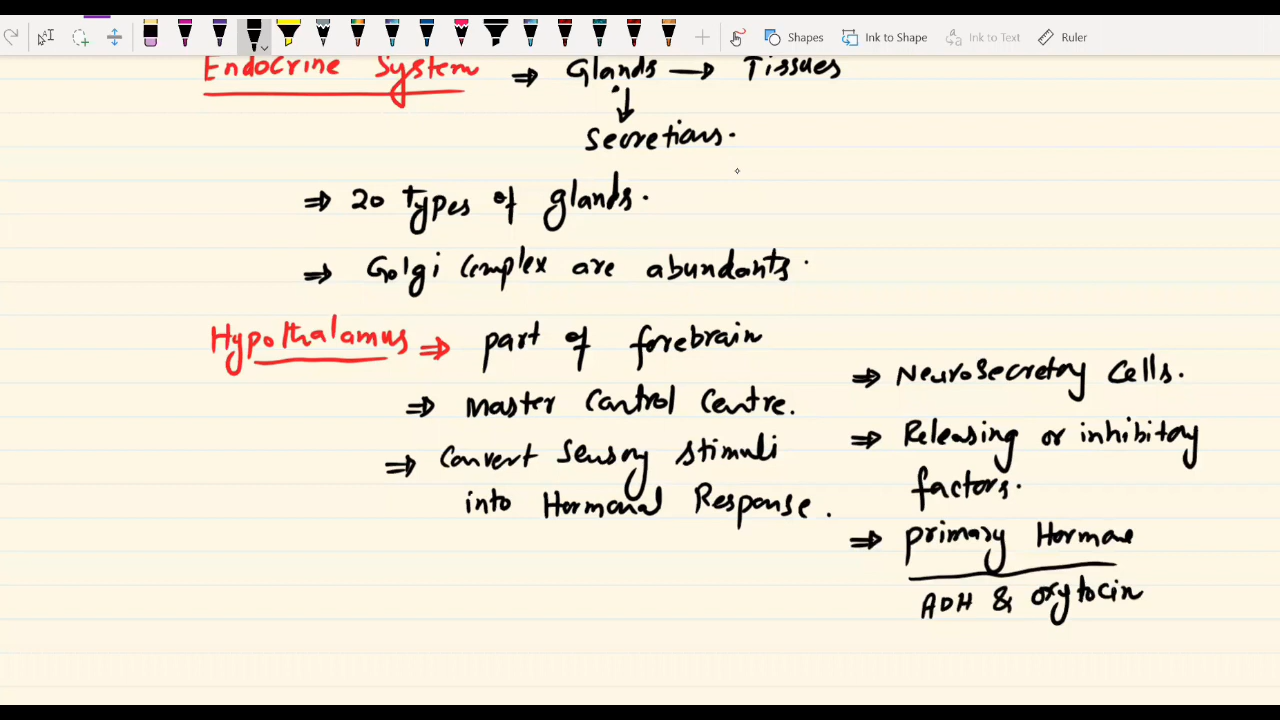 Shapes Ink to Shape Ink to Text Ruler
Endocrine System ⇒ Glands → Tissues
↓
Secretions.
⇒ 20 Types of glands.
⇒ Golgi Complex are abundants.
Hypothalamus ⇒ part of forebrain
⇒ Master Control Centre.
⇒ Convert Sensory stimuli
into Hormonal Response.
⇒ NeuroSecretory Cells.
⇒ Releasing or inhibitory
factors.
⇒ primary Hormone
ADH & oxytocin